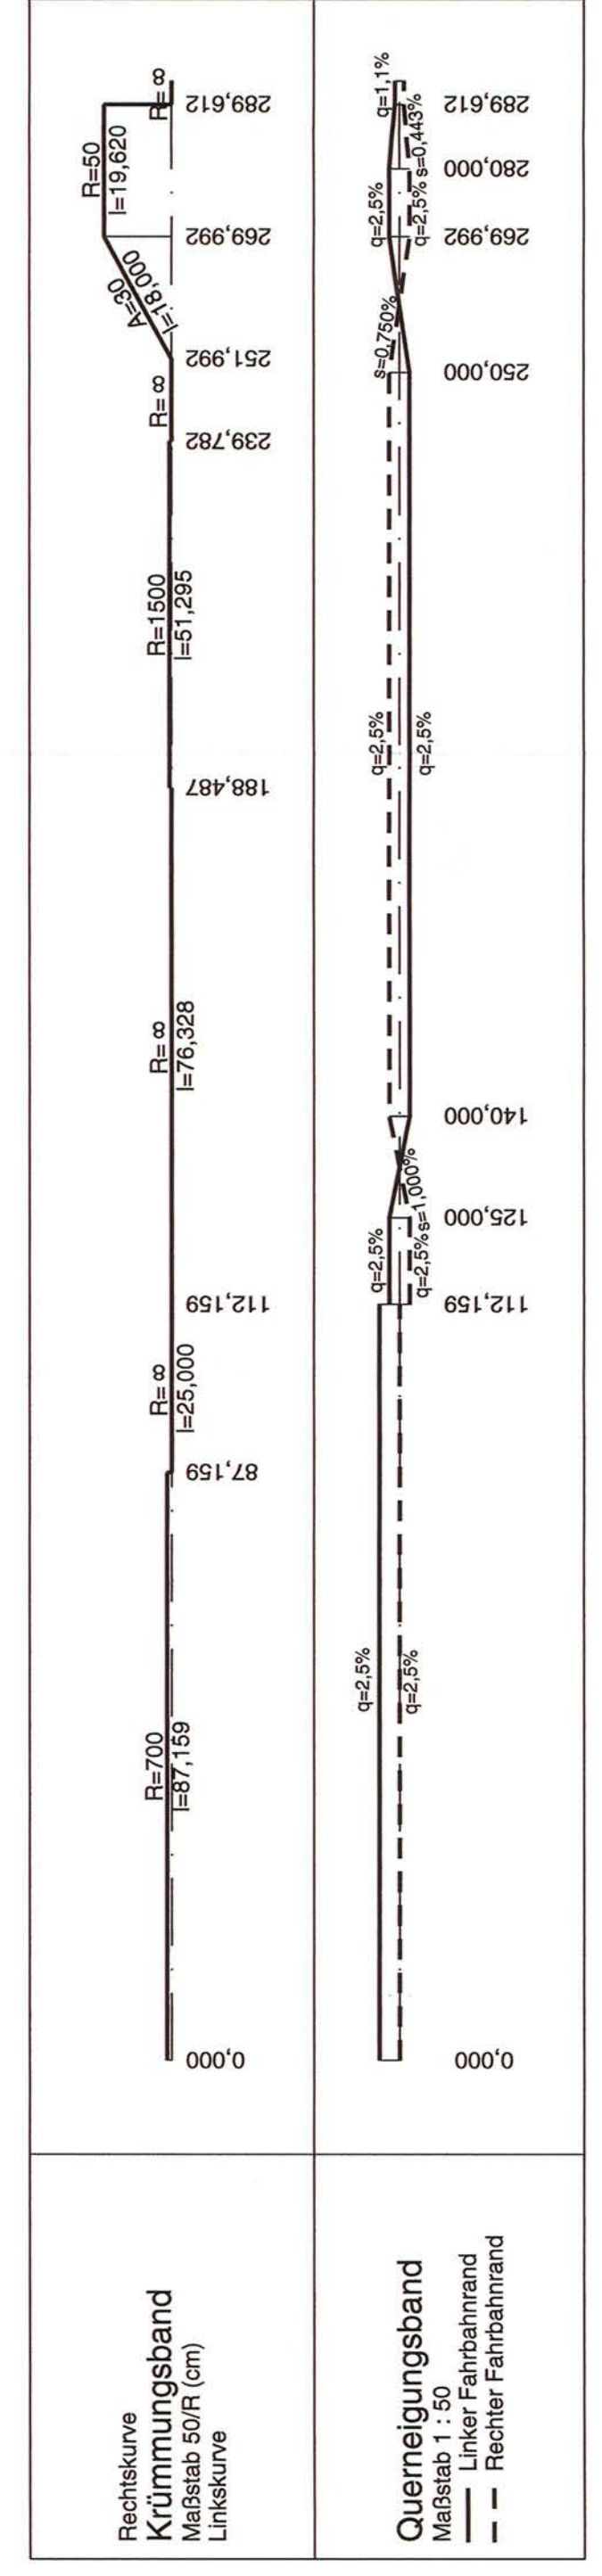 Rechtskurve
Krümmungsband
Maßstab 50/R (cm)
Linkskurve
R=700
l=87,159
R= ∞
l=25,000
R= ∞
l=76,328
R=1500
l=51,295
R= ∞
A=30
l=18,000
R=50
l=19,620
R= ∞
0,000
87,159
112,159
188,487
239,782
251,992
269,992
289,612
Querneigungsband
Maßstab 1 : 50
Linker Fahrbahnrand
Rechter Fahrbahnrand
q=2,5%
q=2,5%
q=2,5%
q=2,5%
s=1,000%
q=2,5%
q=2,5%
s=0,750%
q=2,5%
q=2,5%
s=0,443%
q=1,1%
0,000
112,159
125,000
140,000
250,000
269,992
280,000
289,612